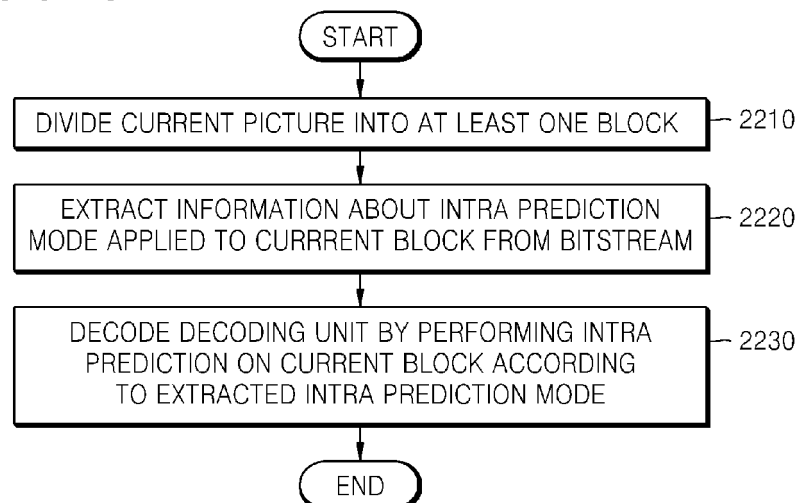 START
DIVIDE CURRENT PICTURE INTO AT LEAST ONE BLOCK
2210
EXTRACT INFORMATION ABOUT INTRA PREDICTION
MODE APPLIED TO CURRRENT BLOCK FROM BITSTREAM
2220
DECODE DECODING UNIT BY PERFORMING INTRA
PREDICTION ON CURRENT BLOCK ACCORDING
TO EXTRACTED INTRA PREDICTION MODE
2230
END